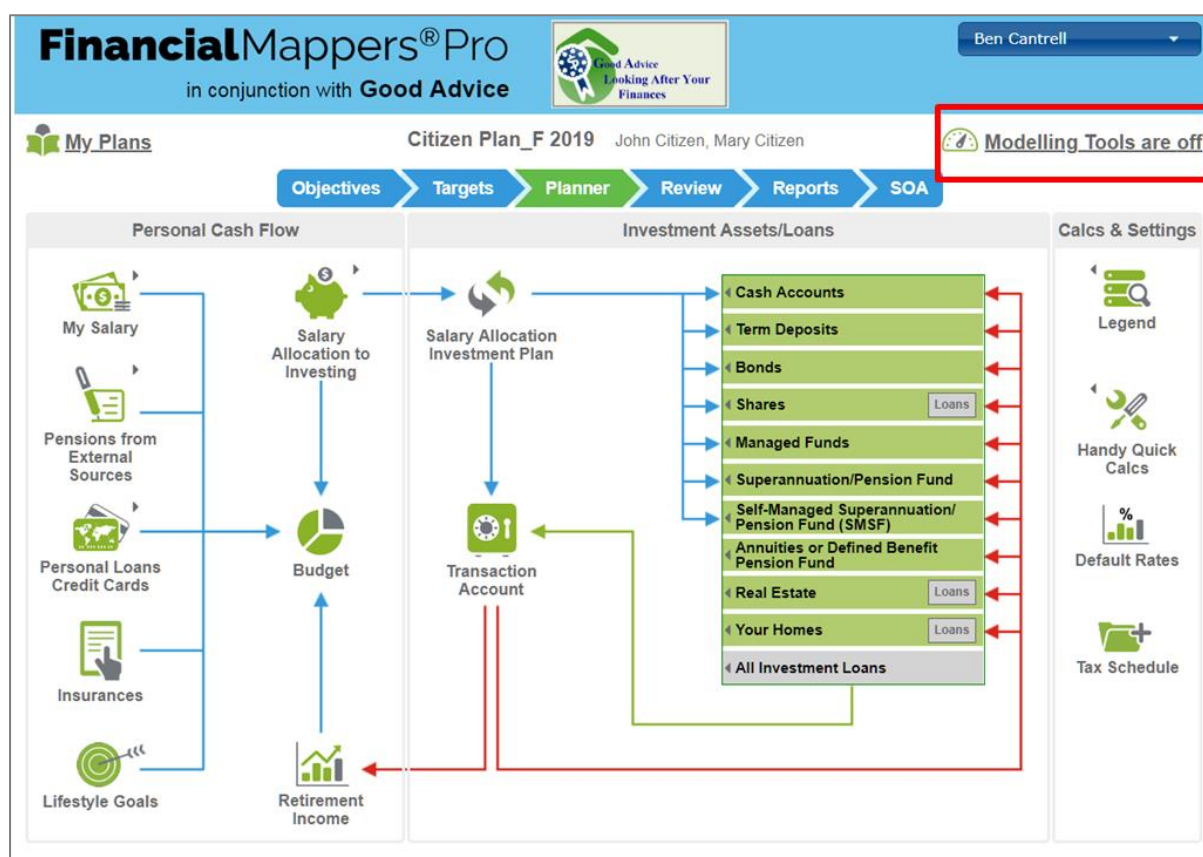 FinancialMappers®Pro
in conjunction with Good Advice
Good Advice
Looking After Your
Finances
Ben Cantrell
My Plans
Citizen Plan_F 2019 John Citizen, Mary Citizen
Modelling Tools are off
Objectives Targets Planner Review Reports SOA
Personal Cash Flow
My Salary
Pensions from
External
Sources
Personal Loans
Credit Cards
Insurances
Lifestyle Goals
Salary
Allocation to
Investing
Budget
Retirement
Income
Investment Assets/Loans
Salary Allocation
Investment Plan
Transaction
Account
Cash Accounts
Term Deposits
Bonds
Shares Loans
Managed Funds
Superannuation/Pension Fund
Self-Managed Superannuation/
Pension Fund (SMSF)
Annuities or Defined Benefit
Pension Fund
Real Estate Loans
Your Homes Loans
All Investment Loans
Calcs & Settings
Legend
Handy Quick
Calcs
%
Default Rates
Tax Schedule